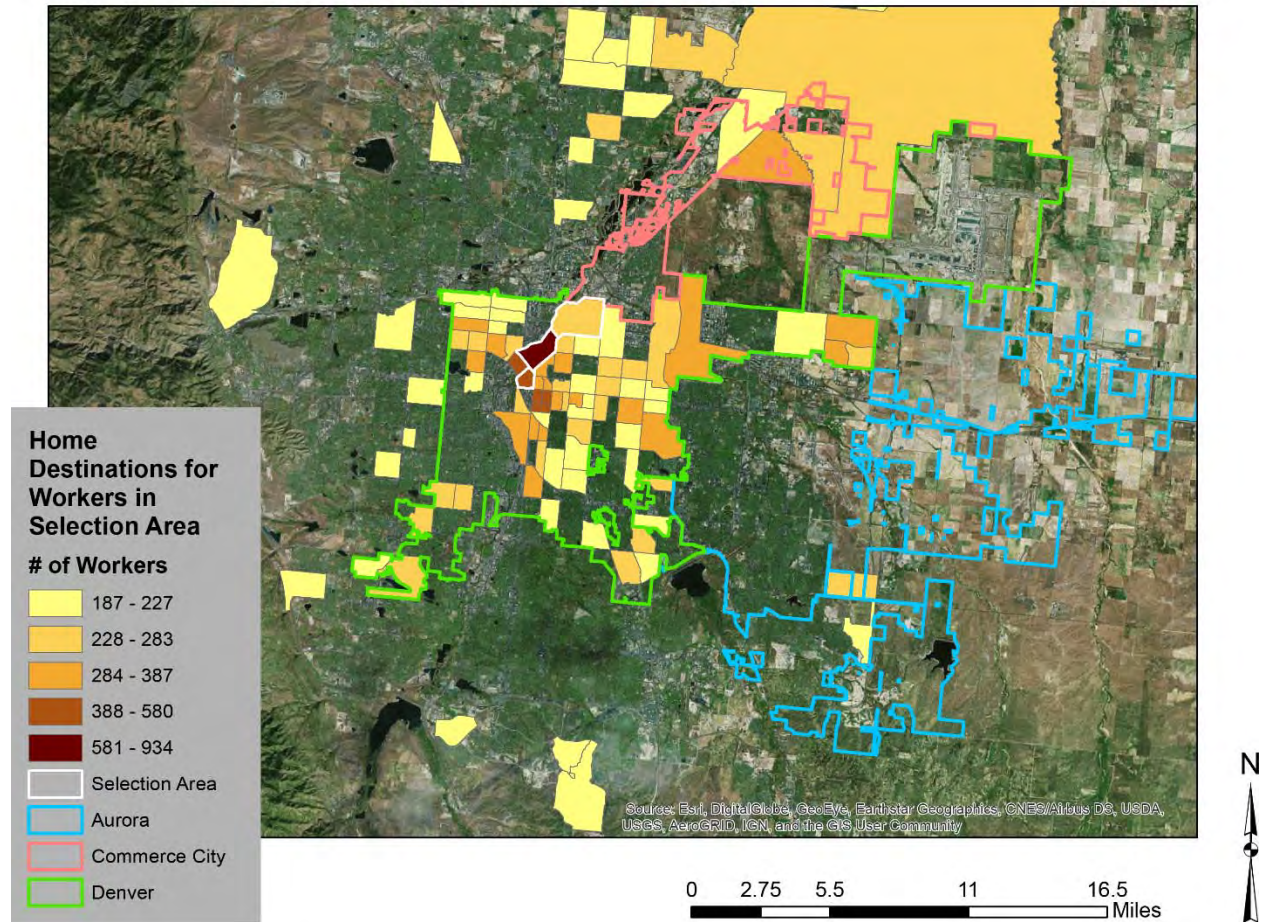 Home
Destinations for
Workers in
Selection Area
# of Workers
187 - 227
228 - 283
284 - 387
388 - 580
581 - 934
Selection Area
Aurora
Commerce City
Denver
Source: Esri, DigitalGlobe, GeoEye, Earthstar Geographics, CNES/Airbus DS, USDA,
USGS, AeroGRID, IGN, and the GIS User Community
N
0 2.75 5.5 11 16.5
Miles